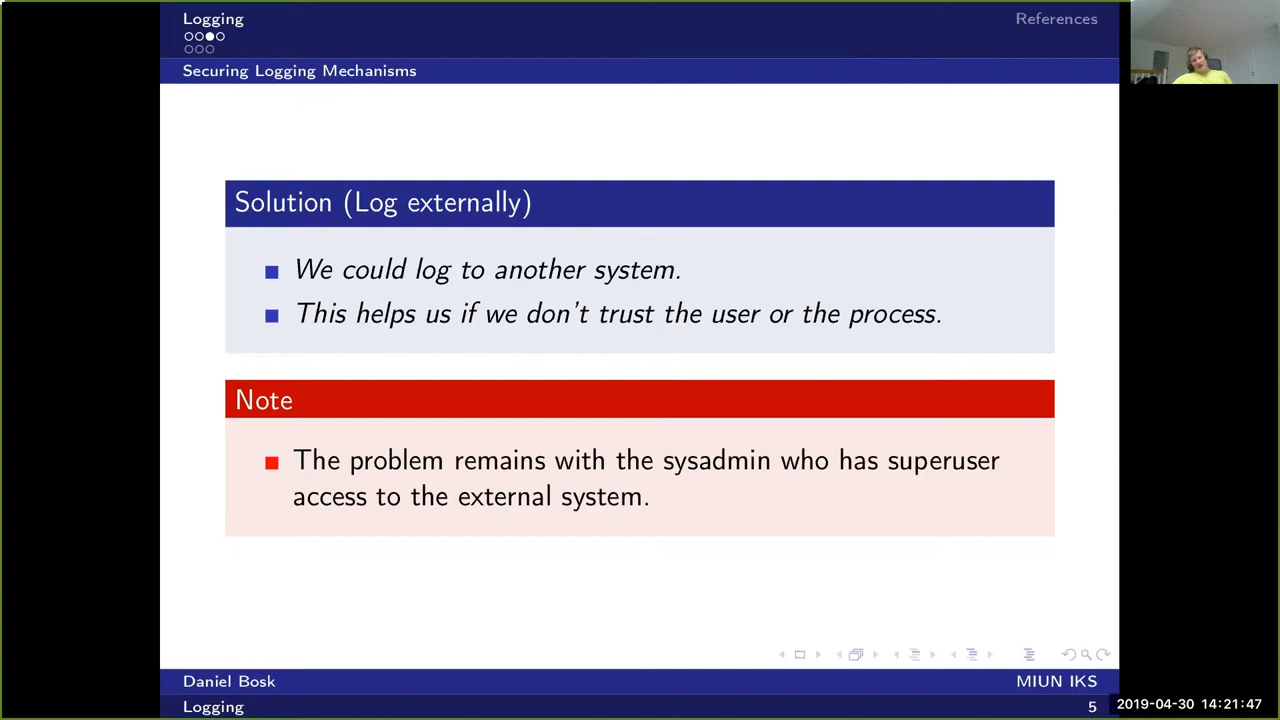 Logging
References
Securing Logging Mechanisms
Solution (Log externally)
We could log to another system.
This helps us if we don't trust the user or the process.
Note
The problem remains with the sysadmin who has superuser
access to the external system.
Daniel Bosk
MIUN IKS
Logging
5
2019-04-30 14:21:47